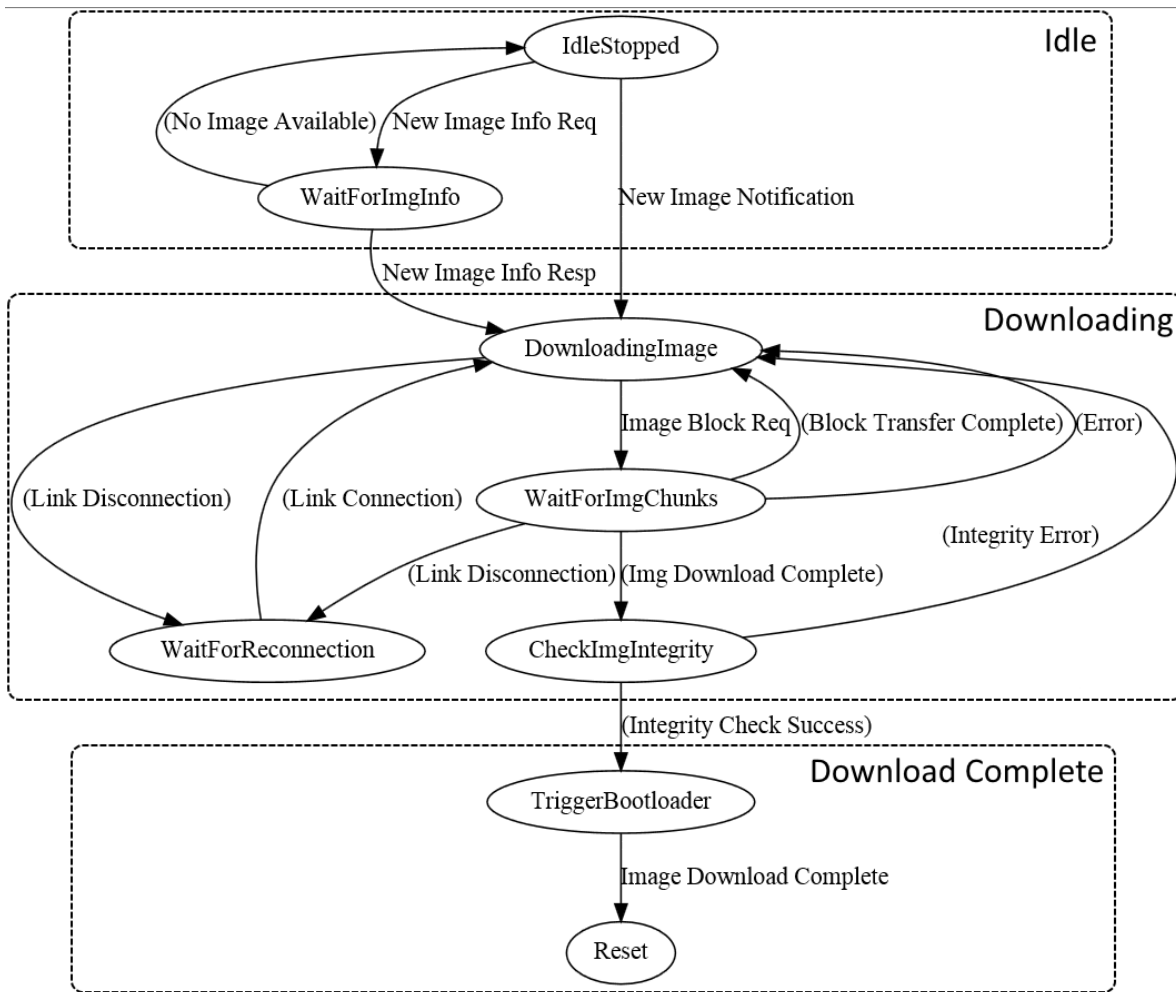 IdleStopped
Idle
(No Image Available)
New Image Info Req
WaitForImgInfo
New Image Notification
New Image Info Resp
Downloading
DownloadingImage
Image Block Req
(Block Transfer Complete)
(Error)
(Link Disconnection)
(Link Connection)
WaitForImgChunks
(Integrity Error)
(Link Disconnection)
(Img Download Complete)
WaitForReconnection
CheckImgIntegrity
(Integrity Check Success)
Download Complete
TriggerBootloader
Image Download Complete
Reset